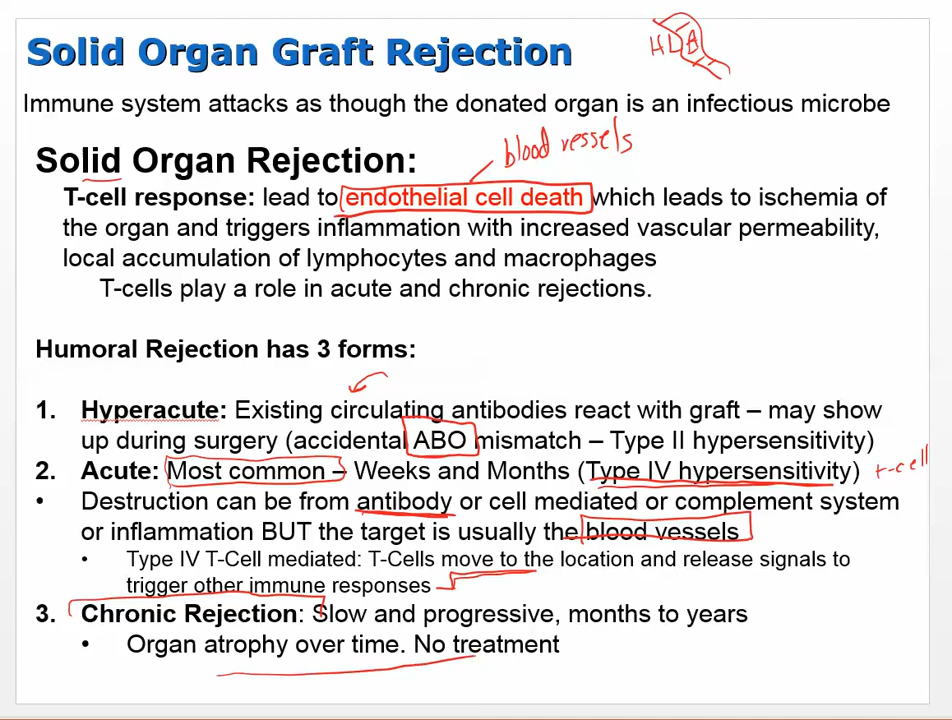 Solid Organ Graft Rejection
HLA
Immune system attacks as though the donated organ is an infectious microbe
blood vessels
Solid Organ Rejection:
T-cell response: lead to endothelial cell death which leads to ischemia of
the organ and triggers inflammation with increased vascular permeability,
local accumulation of lymphocytes and macrophages
T-cells play a role in acute and chronic rejections.
Humoral Rejection has 3 forms:
1. Hyperacute: Existing circulating antibodies react with graft – may show
up during surgery (accidental ABO mismatch – Type II hypersensitivity)
2. Acute: Most common – Weeks and Months (Type IV hypersensitivity) t-cell
• Destruction can be from antibody or cell mediated or complement system
or inflammation BUT the target is usually the blood vessels
• Type IV T-Cell mediated: T-Cells move to the location and release signals to
trigger other immune responses
3. Chronic Rejection: Slow and progressive, months to years
• Organ atrophy over time. No treatment